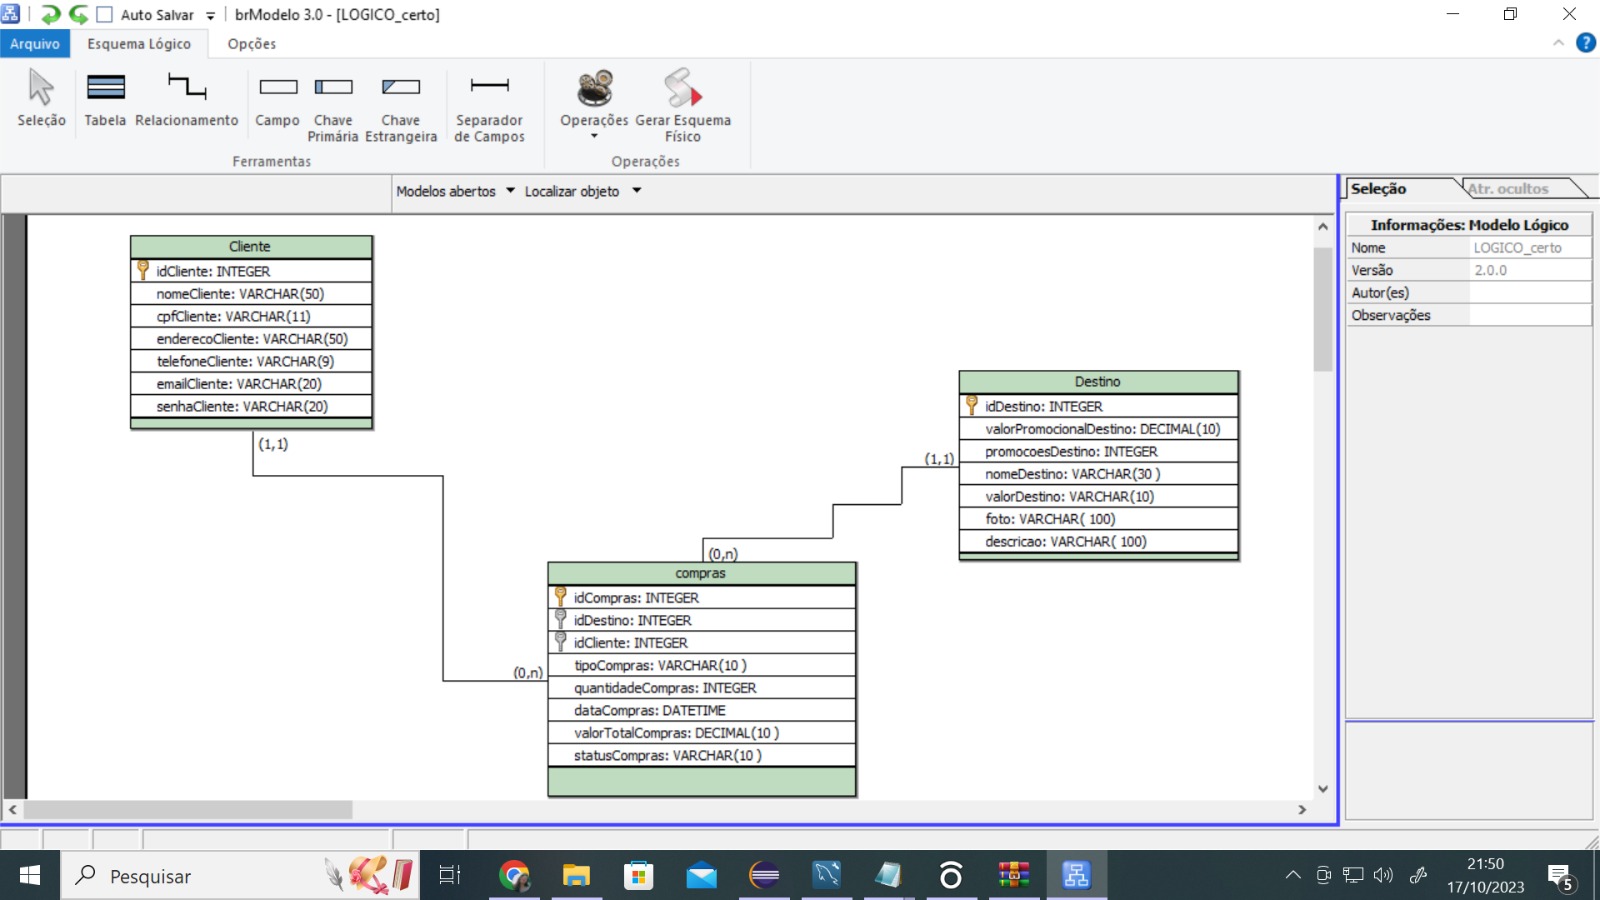 Auto Salvar
brModelo 3.0 - [LOGICO_certo]
Arquivo
Esquema Lógico
Opções
Seleção
Tabela
Relacionamento
Campo
Chave Primária
Chave Estrangeira
Separador de Campos
Ferramentas
Operações
Gerar Esquema Físico
Operações
Modelos abertos
Localizar objeto
Cliente
idCliente: INTEGER
nomeCliente: VARCHAR(50)
cpfCliente: VARCHAR(11)
enderecoCliente: VARCHAR(50)
telefoneCliente: VARCHAR(9)
emailCliente: VARCHAR(20)
senhaCliente: VARCHAR(20)
(1,1)
(0,n)
Destino
idDestino: INTEGER
valorPromocionalDestino: DECIMAL(10)
promocoesDestino: INTEGER
nomeDestino: VARCHAR(30 )
valorDestino: VARCHAR(10)
foto: VARCHAR( 100)
descricao: VARCHAR( 100)
(1,1)
(0,n)
compras
idCompras: INTEGER
idDestino: INTEGER
idCliente: INTEGER
tipoCompras: VARCHAR(10 )
quantidadeCompras: INTEGER
dataCompras: DATETIME
valorTotalCompras: DECIMAL(10 )
statusCompras: VARCHAR(10 )
Seleção
Atr. ocultos
Informações: Modelo Lógico
Nome LOGICO_certo
Versão 2.0.0
Autor(es)
Observações
Pesquisar
21:50
17/10/2023
5